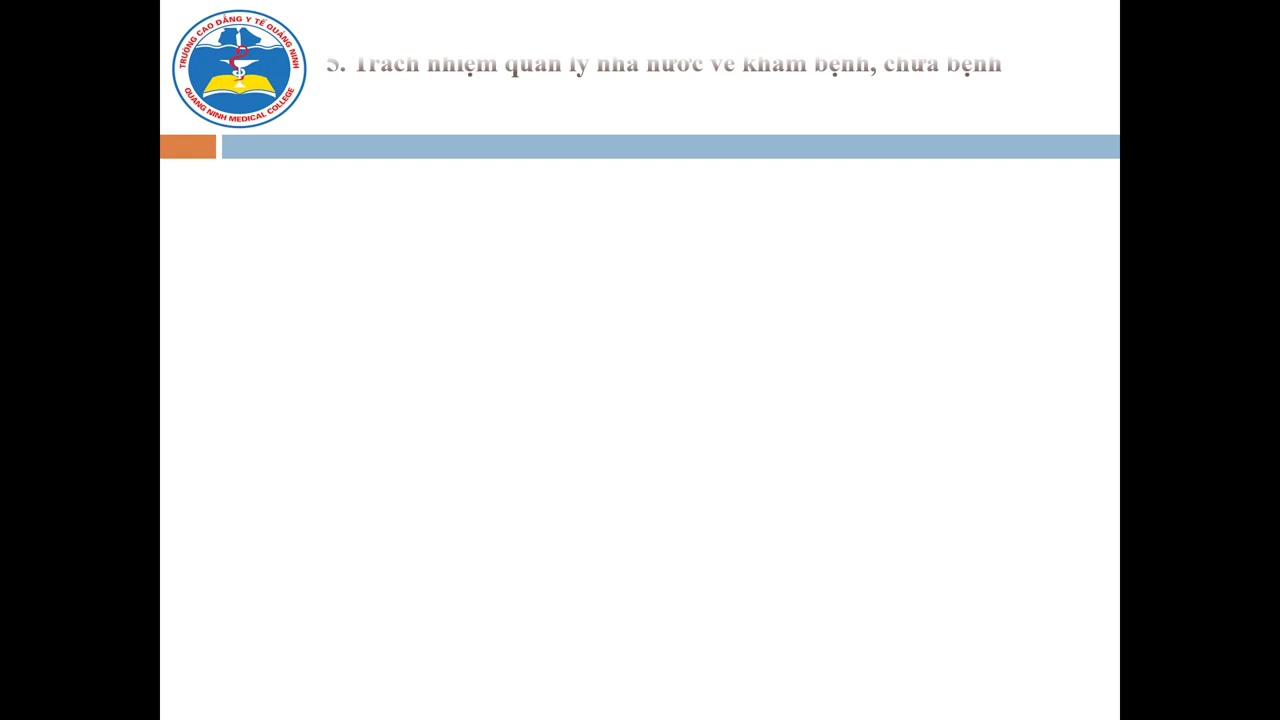 TRƯỜNG CAO ĐẲNG Y TẾ QUẢNG NINH
QUANG NINH MEDICAL COLLEGE
5. Trách nhiệm quản lý nhà nước về khám bệnh, chữa bệnh